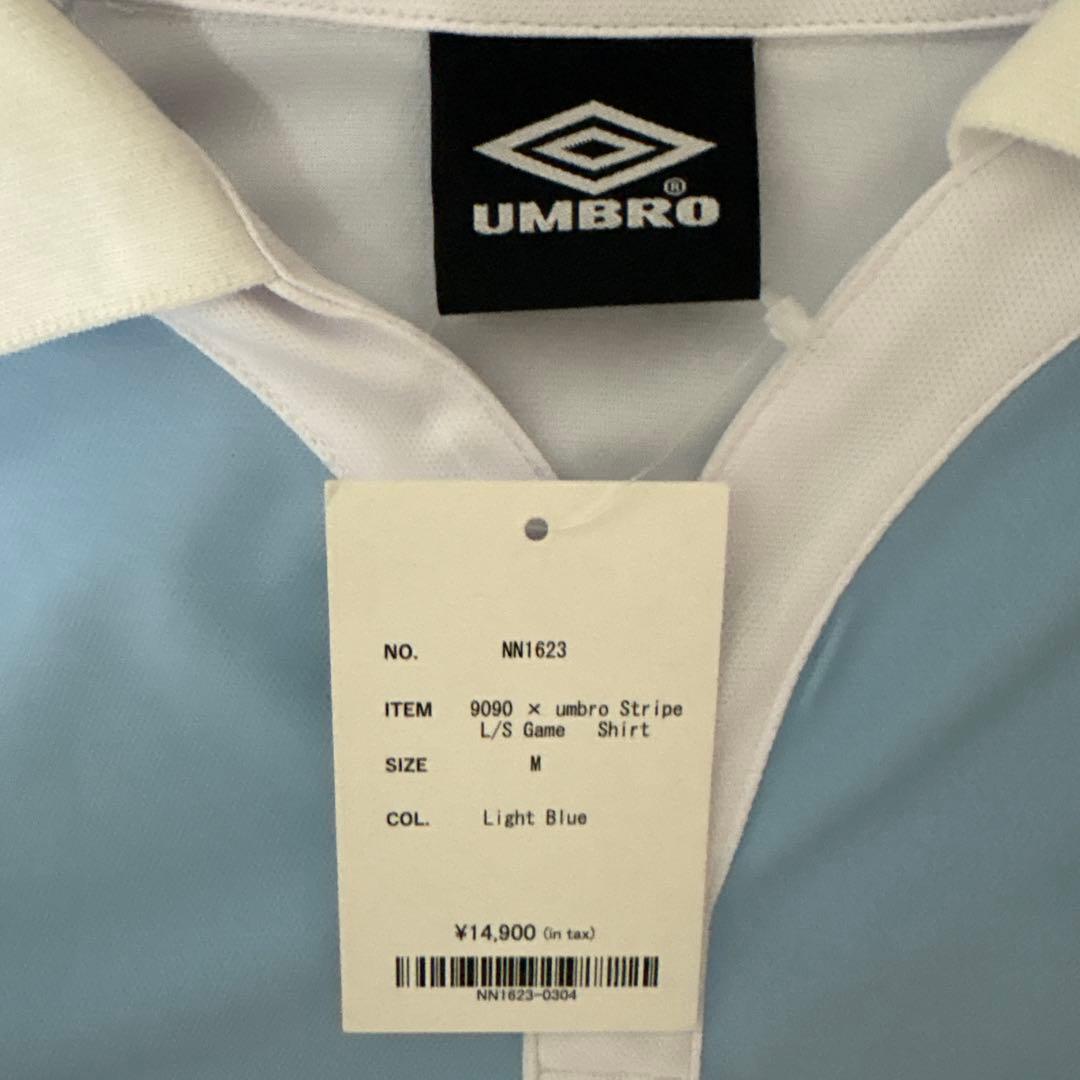 UMBRO®
NO. NN1623
ITEM 9090 × umbro Stripe
L/S Game Shirt
SIZE M
COL. Light Blue
¥14,900 (in tax)
NN1623-0304